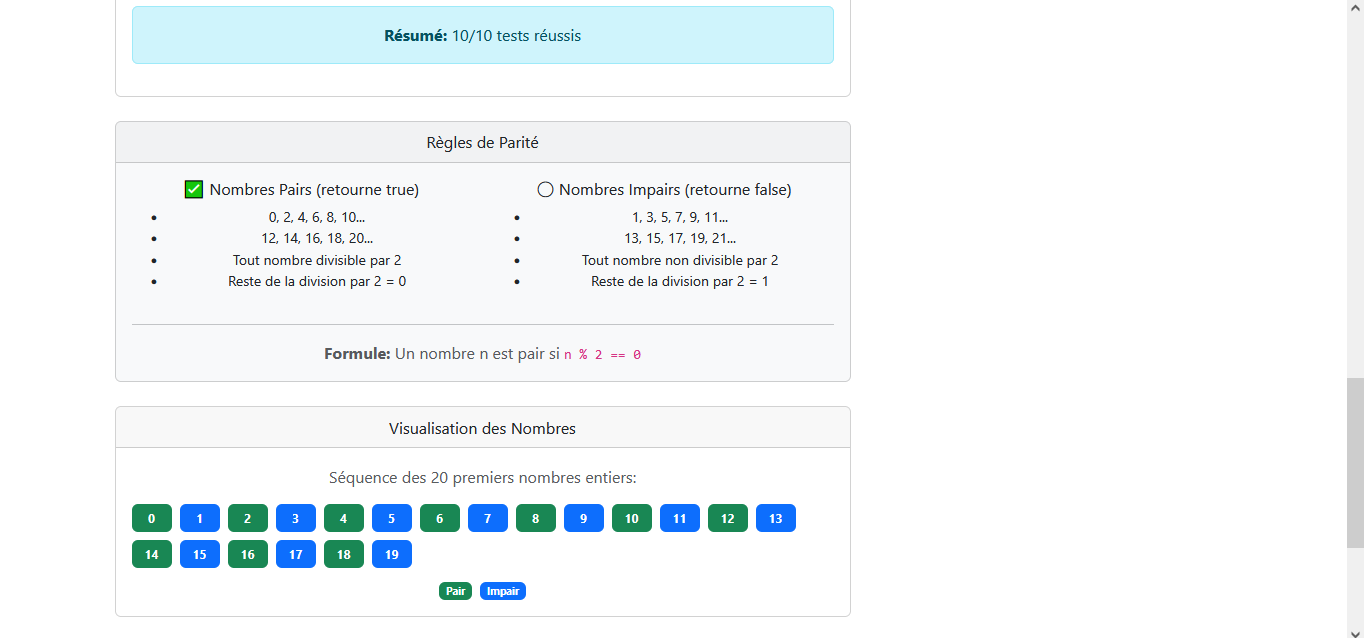 Résumé: 10/10 tests réussis
Règles de Parité
✅ Nombres Pairs (retourne true)
• 0, 2, 4, 6, 8, 10...
• 12, 14, 16, 18, 20...
• Tout nombre divisible par 2
• Reste de la division par 2 = 0
◯ Nombres Impairs (retourne false)
• 1, 3, 5, 7, 9, 11...
• 13, 15, 17, 19, 21...
• Tout nombre non divisible par 2
• Reste de la division par 2 = 1
Formule: Un nombre n est pair si n % 2 == 0
Visualisation des Nombres
Séquence des 20 premiers nombres entiers:
0 1 2 3 4 5 6 7 8 9 10 11 12 13
14 15 16 17 18 19
Pair Impair